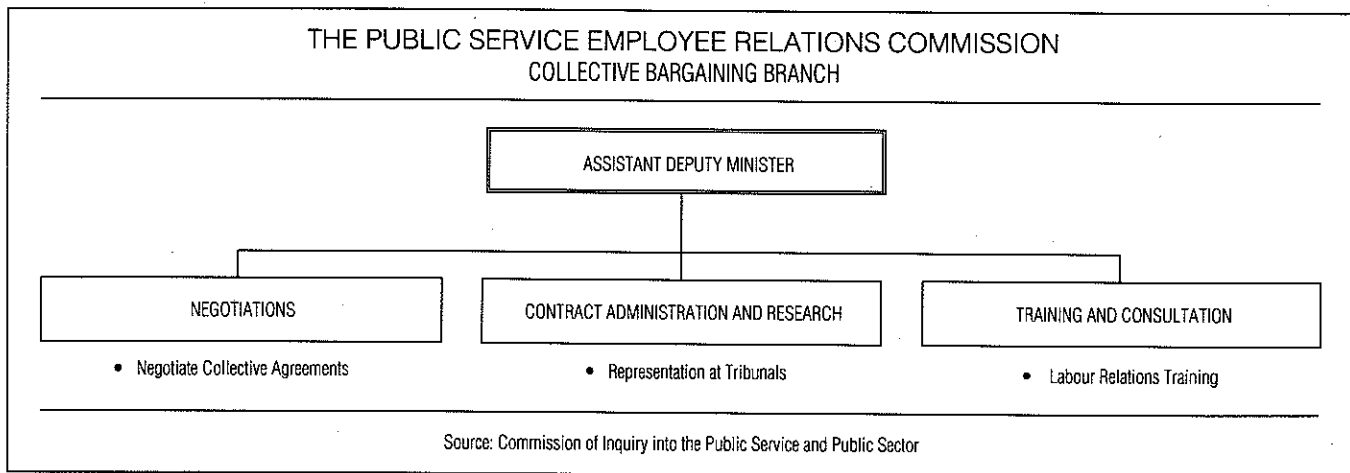 THE PUBLIC SERVICE EMPLOYEE RELATIONS COMMISSION
COLLECTIVE BARGAINING BRANCH
ASSISTANT DEPUTY MINISTER
NEGOTIATIONS
• Negotiate Collective Agreements
CONTRACT ADMINISTRATION AND RESEARCH
• Representation at Tribunals
TRAINING AND CONSULTATION
• Labour Relations Training
Source: Commission of Inquiry into the Public Service and Public Sector